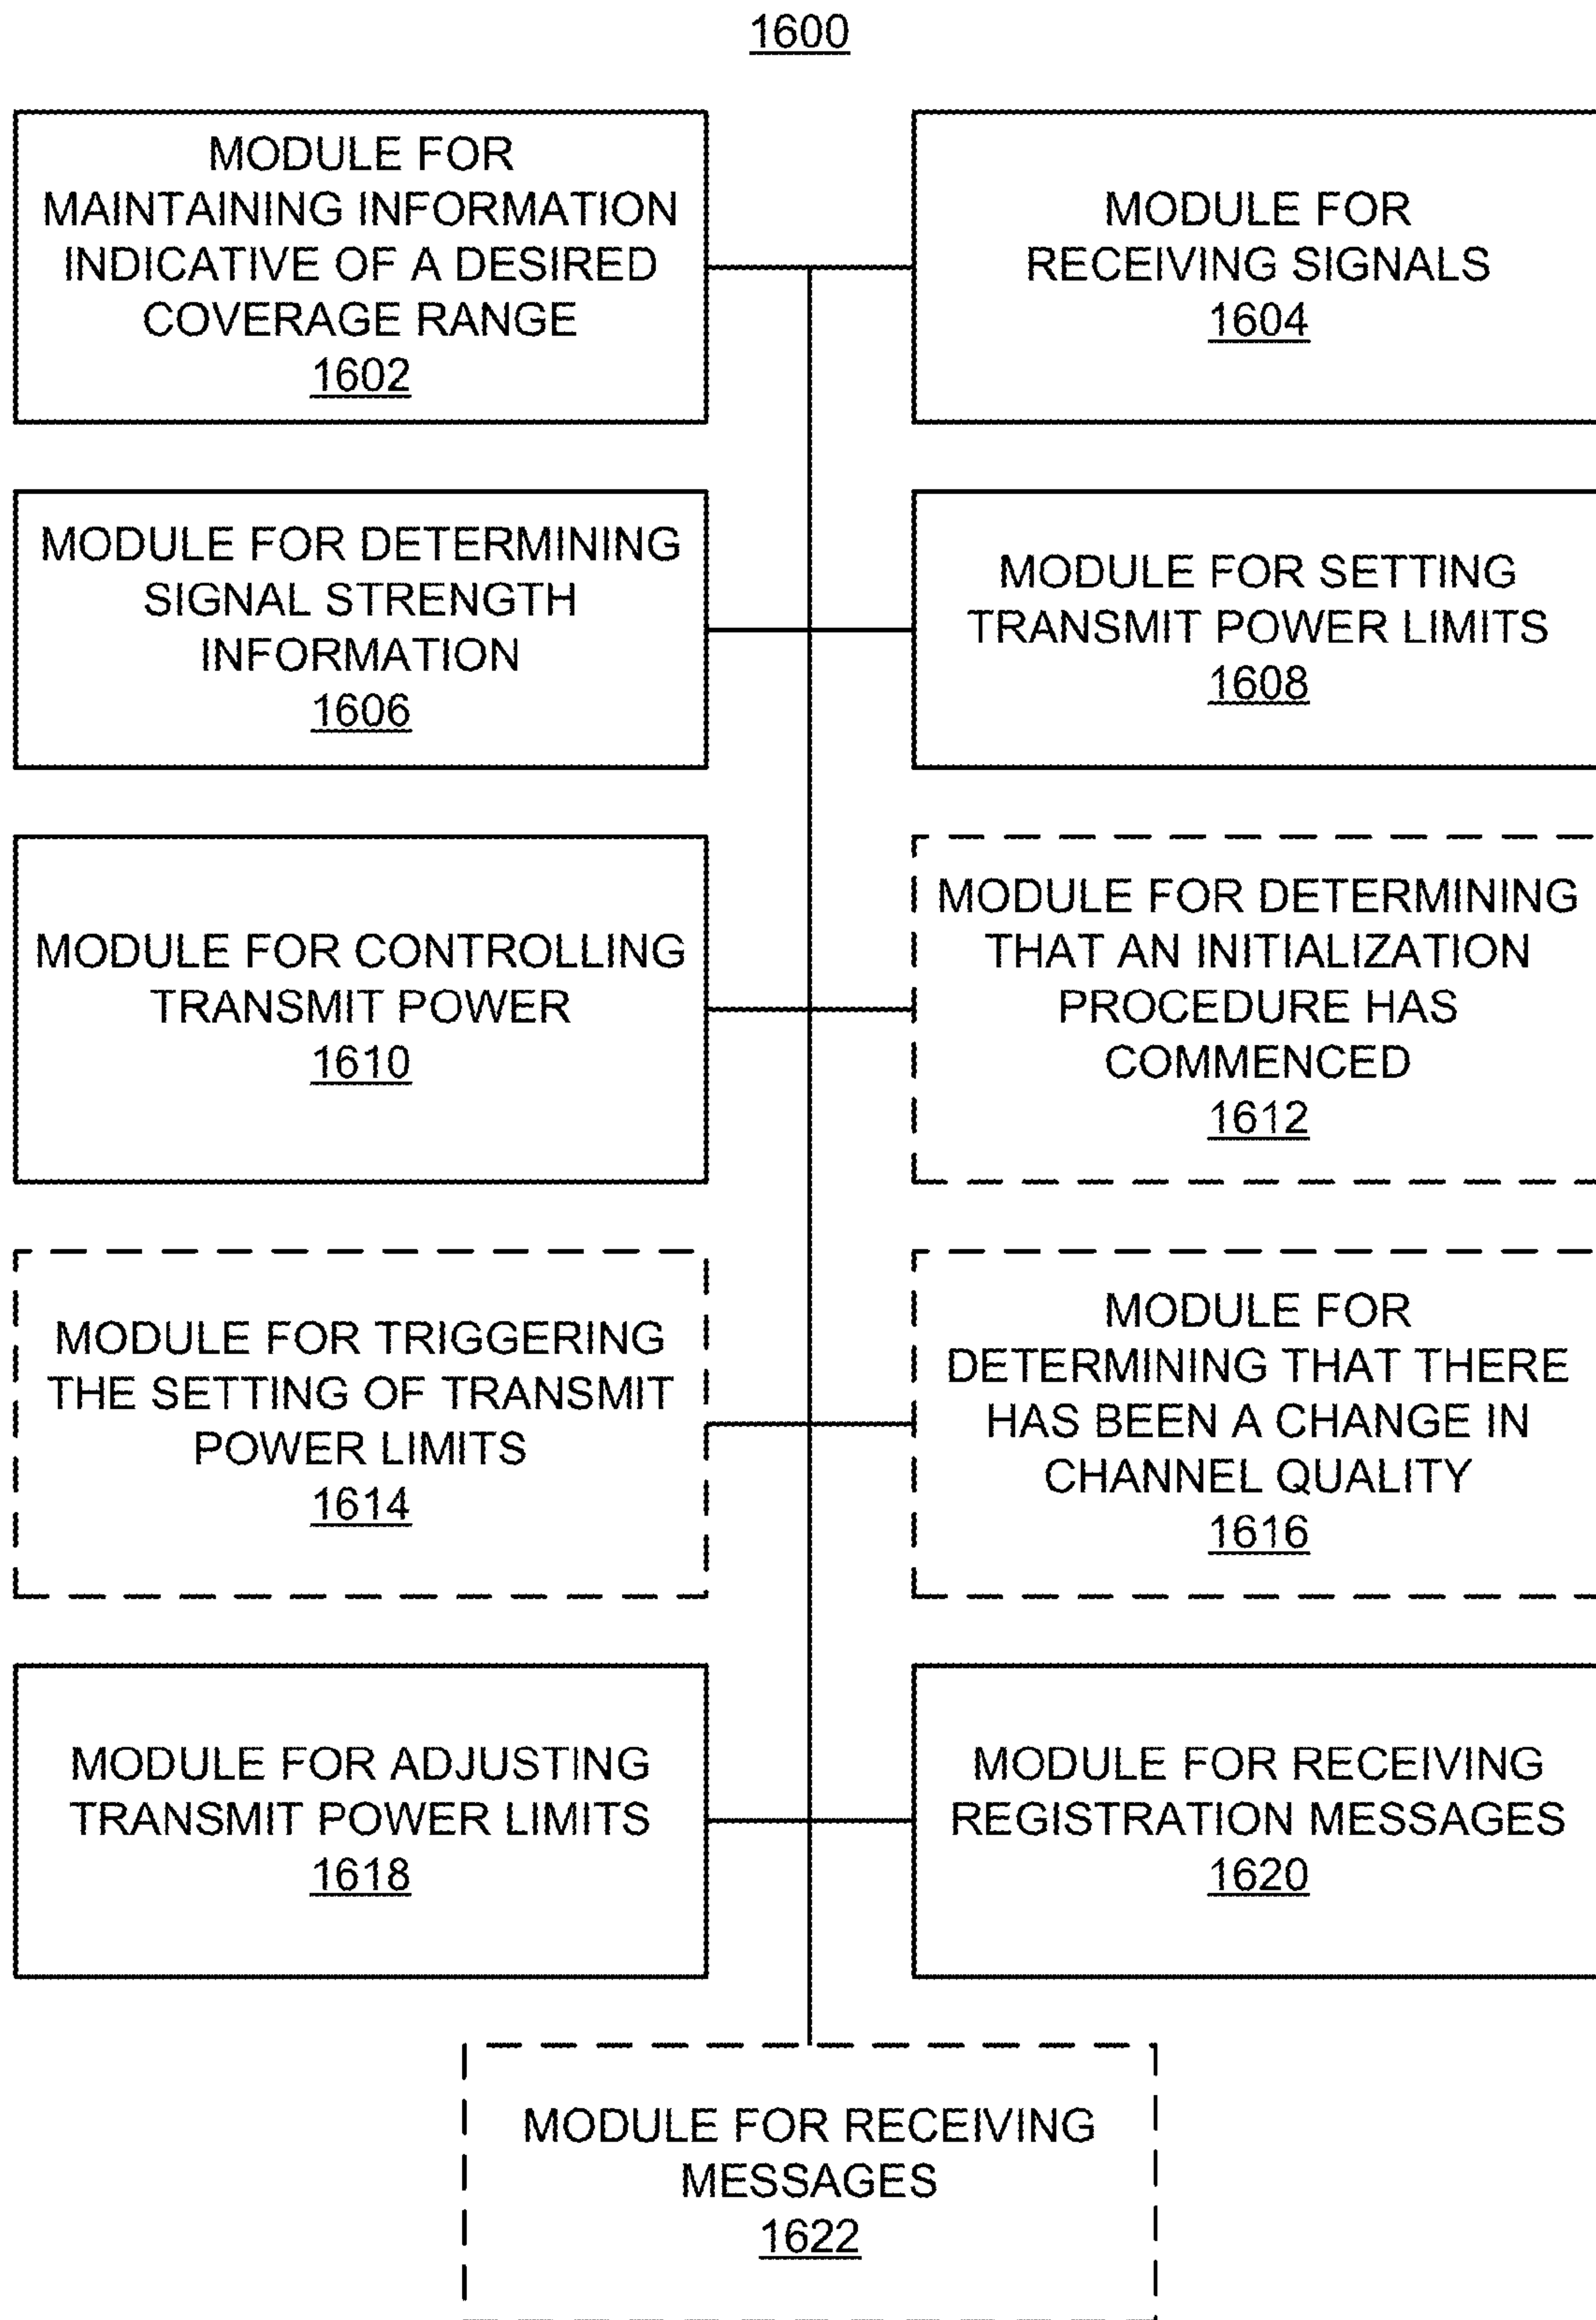 1600
MODULE FOR
MAINTAINING INFORMATION
INDICATIVE OF A DESIRED
COVERAGE RANGE
1602
MODULE FOR
RECEIVING SIGNALS
1604
MODULE FOR DETERMINING
SIGNAL STRENGTH
INFORMATION
1606
MODULE FOR SETTING
TRANSMIT POWER LIMITS
1608
MODULE FOR CONTROLLING
TRANSMIT POWER
1610
MODULE FOR DETERMINING
THAT AN INITIALIZATION
PROCEDURE HAS
COMMENCED
1612
MODULE FOR TRIGGERING
THE SETTING OF TRANSMIT
POWER LIMITS
1614
MODULE FOR
DETERMINING THAT THERE
HAS BEEN A CHANGE IN
CHANNEL QUALITY
1616
MODULE FOR ADJUSTING
TRANSMIT POWER LIMITS
1618
MODULE FOR RECEIVING
REGISTRATION MESSAGES
1620
MODULE FOR RECEIVING
MESSAGES
1622